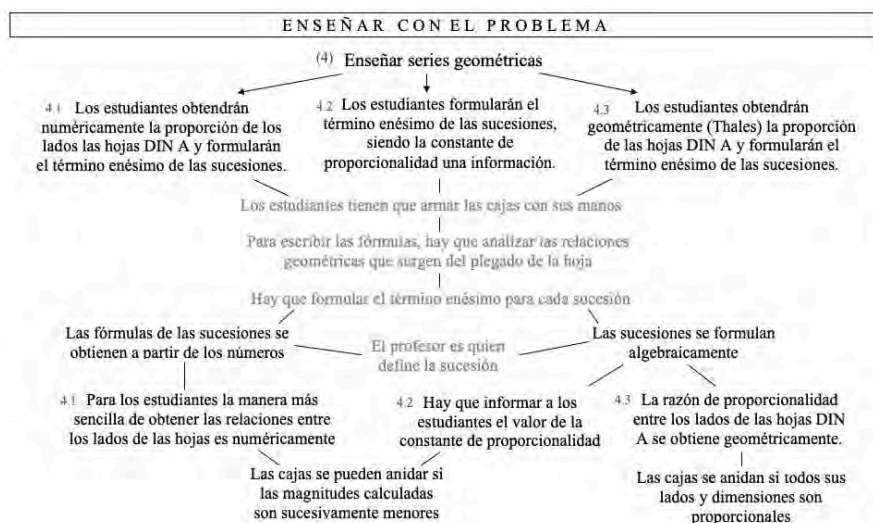 ENSEÑAR CON EL PROBLEMA
(4) Enseñar series geométricas
4.1 Los estudiantes obtendrán
numéricamente la proporción de los
lados las hojas DIN A y formularán
el término enésimo de las sucesiones.
4.2 Los estudiantes formularán el
término enésimo de las sucesiones,
siendo la constante de
proporcionalidad una información.
4.3 Los estudiantes obtendrán
geométricamente (Thales) la proporción
de las hojas DIN A y formularán el
término enésimo de las sucesiones.
Los estudiantes tienen que armar las cajas con sus manos
Para escribir las fórmulas, hay que analizar las relaciones
geométricas que surgen del plegado de la hoja
Hay que formular el término enésimo para cada sucesión
Las fórmulas de las sucesiones se
obtienen a partir de los números
El profesor es quien
define la sucesión
Las sucesiones se formulan
algebraicamente
4.1 Para los estudiantes la manera más
sencilla de obtener las relaciones entre
los lados de las hojas es numéricamente
4.2 Hay que informar a los
estudiantes el valor de la
constante de proporcionalidad
4.3 La razón de proporcionalidad
entre los lados de las hojas DIN
A se obtiene geométricamente.
Las cajas se pueden anidar si
las magnitudes calculadas
son sucesivamente menores
Las cajas se anidan si todos sus
lados y dimensiones son
proporcionales